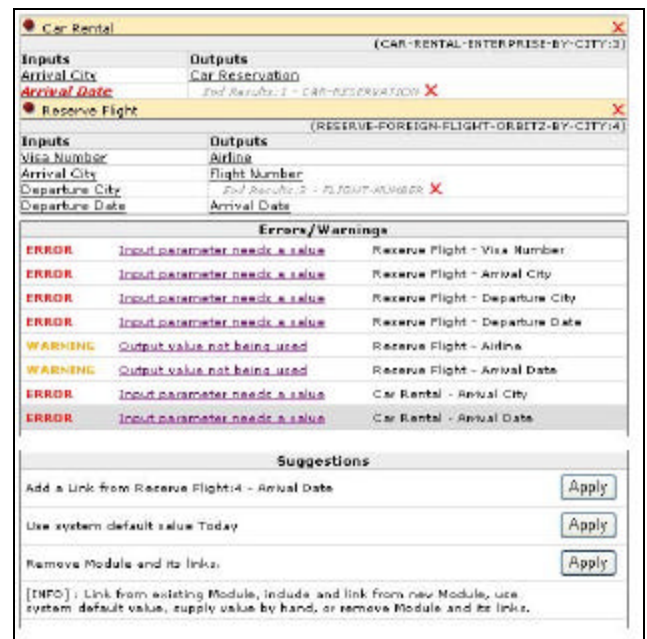 Car Rental
(CAR-RENTAL-ENTERPRISE-BY-CITY:3)
Inputs Outputs
Arrival City Car Reservation
Arrival Date End Results:1 - CAR-RESERVATION
Reserve Flight
(RESERVE-FOREIGN-FLIGHT-ORBITZ-BY-CITY:4)
Inputs Outputs
Visa Number Airline
Arrival City Flight Number
Departure City End Results:2 - FLIGHT-NUMBER
Departure Date Arrival Date
Errors/Warnings
ERROR Input parameter needs a value Reserve Flight - Visa Number
ERROR Input parameter needs a value Reserve Flight - Arrival City
ERROR Input parameter needs a value Reserve Flight - Departure City
ERROR Input parameter needs a value Reserve Flight - Departure Date
WARNING Output value not being used Reserve Flight - Airline
WARNING Output value not being used Reserve Flight - Arrival Date
ERROR Input parameter needs a value Car Rental - Arrival City
ERROR Input parameter needs a value Car Rental - Arrival Date
Suggestions
Add a Link from Reserve Flight:4 - Arrival Date Apply
Use system default value Today Apply
Remove Module and its links. Apply
[INFO] : Link from existing Module, include and link from new Module, use
system default value, supply value by hand, or remove Module and its links.